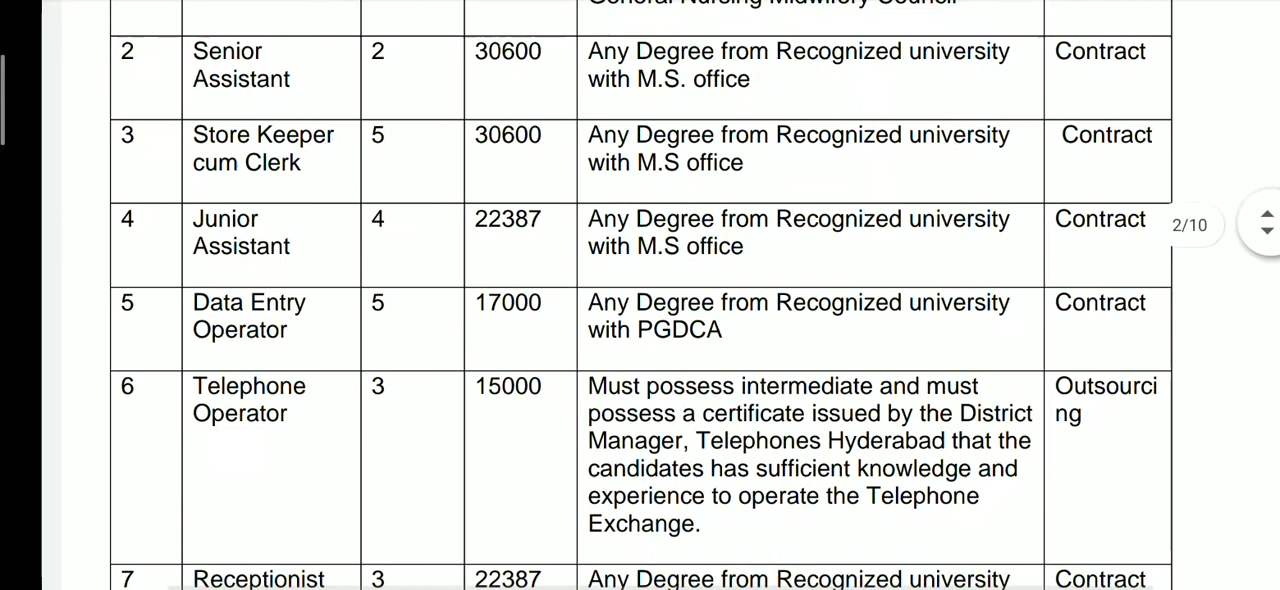 General Nursing Midwifery Council
2 Senior 2 30600 Any Degree from Recognized university Contract
Assistant with M.S. office
3 Store Keeper 5 30600 Any Degree from Recognized university Contract
cum Clerk with M.S office
4 Junior 4 22387 Any Degree from Recognized university Contract
Assistant with M.S office
2/10
5 Data Entry 5 17000 Any Degree from Recognized university Contract
Operator with PGDCA
6 Telephone 3 15000 Must possess intermediate and must Outsourci
Operator possess a certificate issued by the District ng
Manager, Telephones Hyderabad that the
candidates has sufficient knowledge and
experience to operate the Telephone
Exchange.
7 Receptionist 3 22387 Any Degree from Recognized university Contract